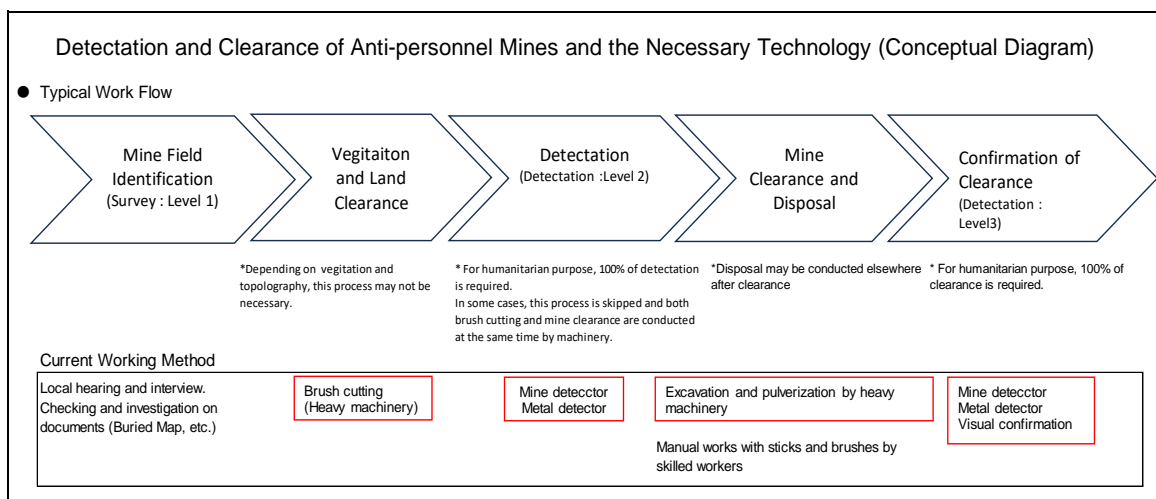 Detectation and Clearance of Anti-personnel Mines and the Necessary Technology (Conceptual Diagram)
● Typical Work Flow
Mine Field
Identification
(Survey : Level 1)
Vegitaiton
and Land
Clearance
Detectation
(Detectation :Level 2)
Mine
Clearance and
Disposal
Confirmation of
Clearance
(Detectation :
Level3)
*Depending on vegitation and
topography, this process may not be
necessary.
* For humanitarian purpose, 100% of detectation
is required.
In some cases, this process is skipped and both
brush cutting and mine clearance are conducted
at the same time by machinery.
*Disposal may be conducted elsewhere
after clearance
* For humanitarian purpose, 100% of
clearance is required.
Current Working Method
Local hearing and interview.
Checking and investigation on
documents (Buried Map, etc.)
Brush cutting
(Heavy machinery)
Mine detecctor
Metal detector
Excavation and pulverization by heavy
machinery
Manual works with sticks and brushes by
skilled workers
Mine detecctor
Metal detector
Visual confirmation